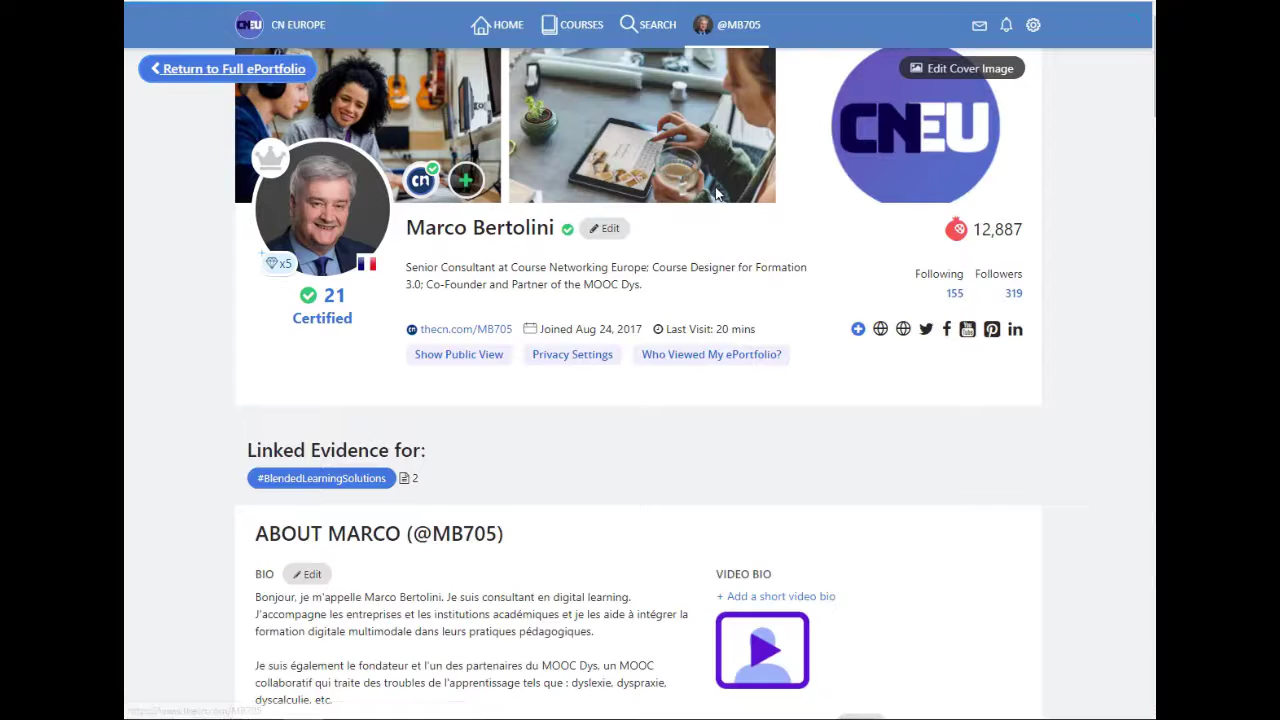 CNEU CN EUROPE HOME COURSES SEARCH @MB705
Return to Full ePortfolio
Edit Cover Image
CNEU
cn
Marco Bertolini Edit
12,887
Senior Consultant at Course Networking Europe; Course Designer for Formation
3.0; Co-Founder and Partner of the MOOC Dys.
Following Followers
155 319
x5
21
Certified
cn thecn.com/MB705 Joined Aug 24, 2017 Last Visit: 20 mins
Show Public View Privacy Settings Who Viewed My ePortfolio?
Linked Evidence for:
#BlendedLearningSolutions 2
ABOUT MARCO (@MB705)
BIO Edit
Bonjour, je m'appelle Marco Bertolini. Je suis consultant en digital learning.
J'accompagne les entreprises et les institutions académiques et je les aide à intégrer la
formation digitale multimodale dans leurs pratiques pédagogiques.
Je suis également le fondateur et l'un des partenaires du MOOC Dys, un MOOC
collaboratif qui traite des troubles de l'apprentissage tels que : dyslexie, dyspraxie,
dyscalculie, etc.
VIDEO BIO
+ Add a short video bio